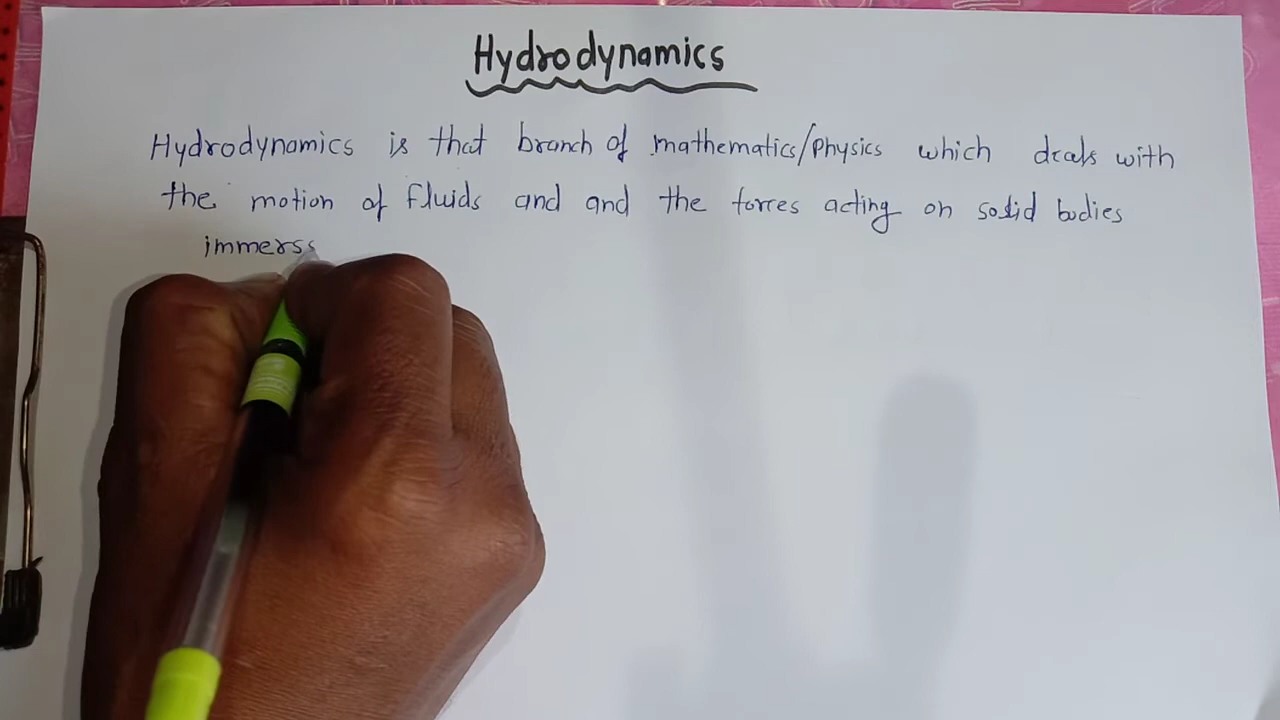 Hydrodynamics
Hydrodynamics is that branch of mathematics/Physics which deals with
the motion of Fluids and and the forces acting on solid bodies
immerss